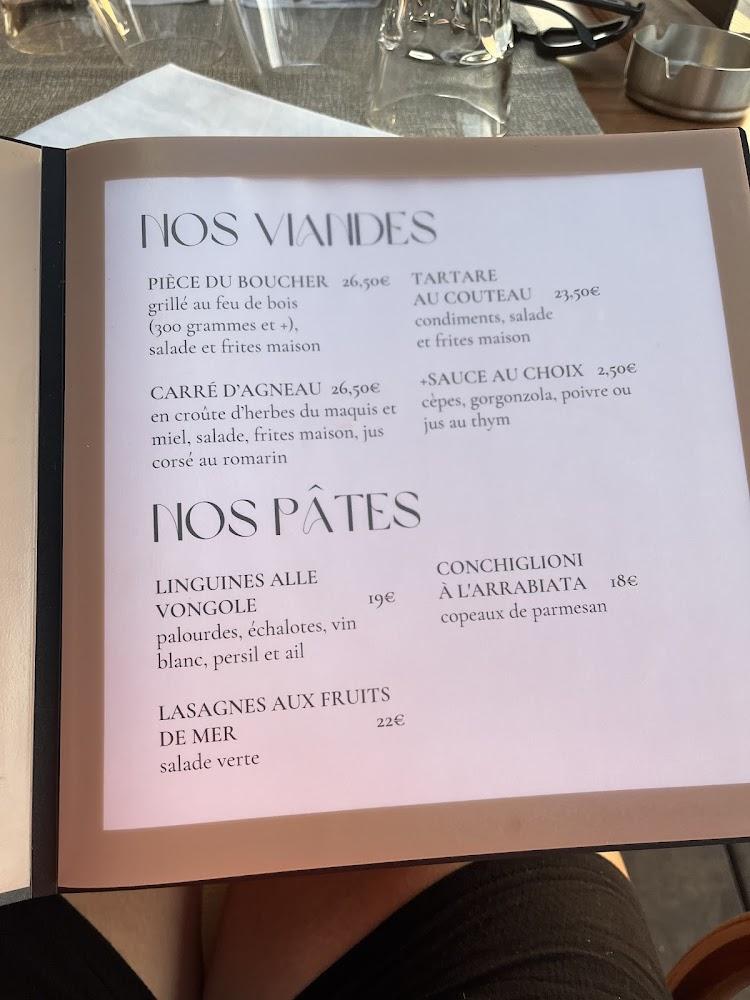 NOS VIANDES
PIÈCE DU BOUCHER 26,50€
grillé au feu de bois
(300 grammes et +),
salade et frites maison
CARRÉ D'AGNEAU 26,50€
en croûte d'herbes du maquis et
miel, salade, frites maison, jus
corsé au romarin
TARTARE
AU COUTEAU 23,50€
condiments, salade
et frites maison
+SAUCE AU CHOIX 2,50€
cèpes, gorgonzola, poivre ou
jus au thym
NOS PÂTES
LINGUINES ALLE
VONGOLE 19€
palourdes, échalotes, vin
blanc, persil et ail
LASAGNES AUX FRUITS
DE MER 22€
salade verte
CONCHIGLIONI
À L'ARRABIATA 18€
copeaux de parmesan